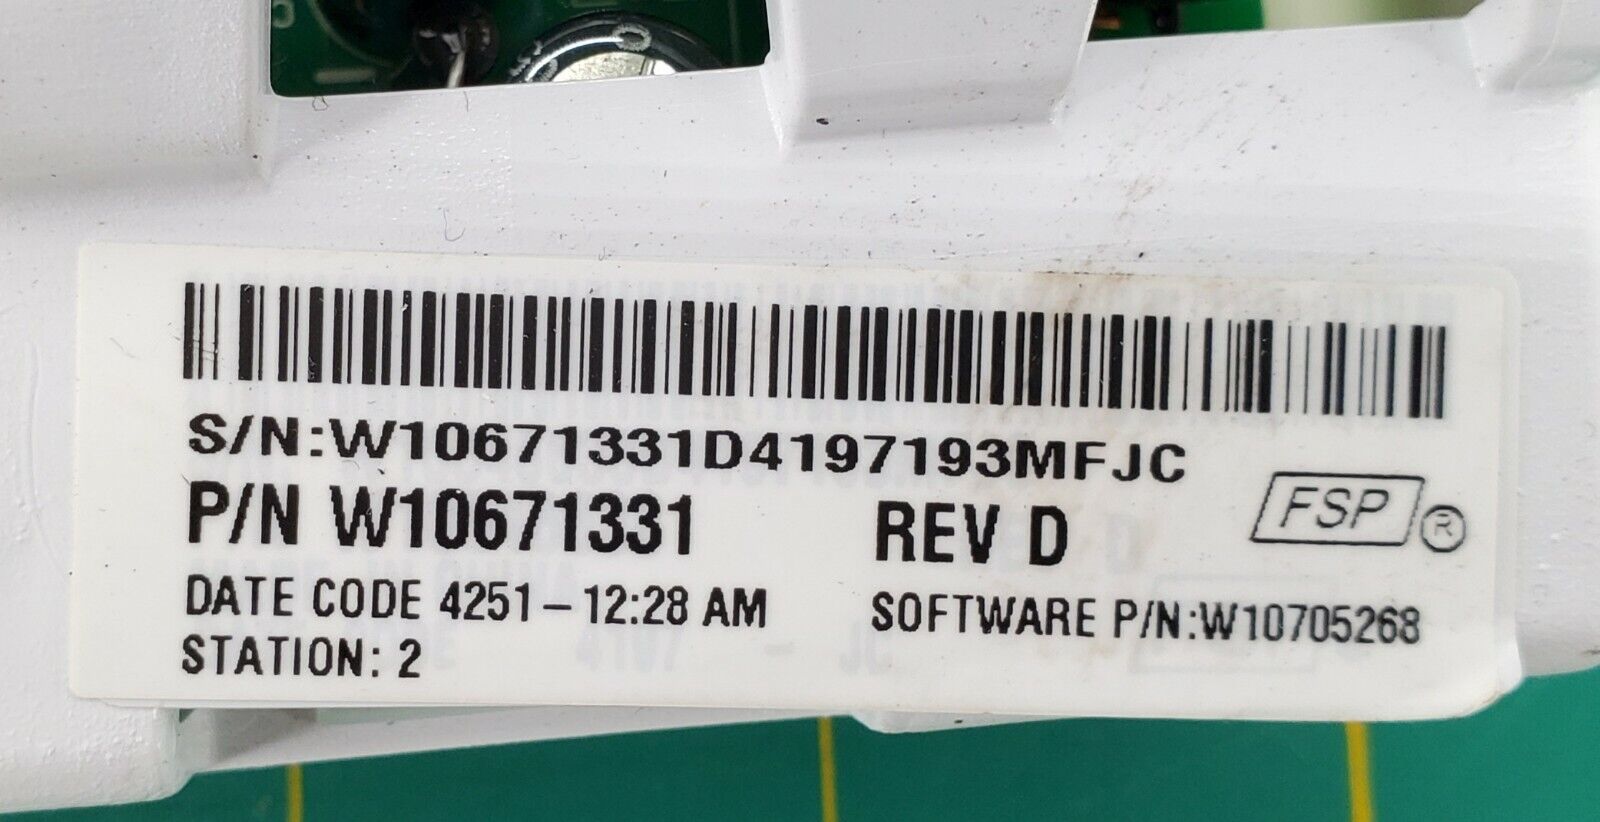 S/N:W10671331D4197193MFJC
P/N W10671331 REV D FSP ®
DATE CODE 4251-12:28 AM SOFTWARE P/N:W10705268
STATION: 2